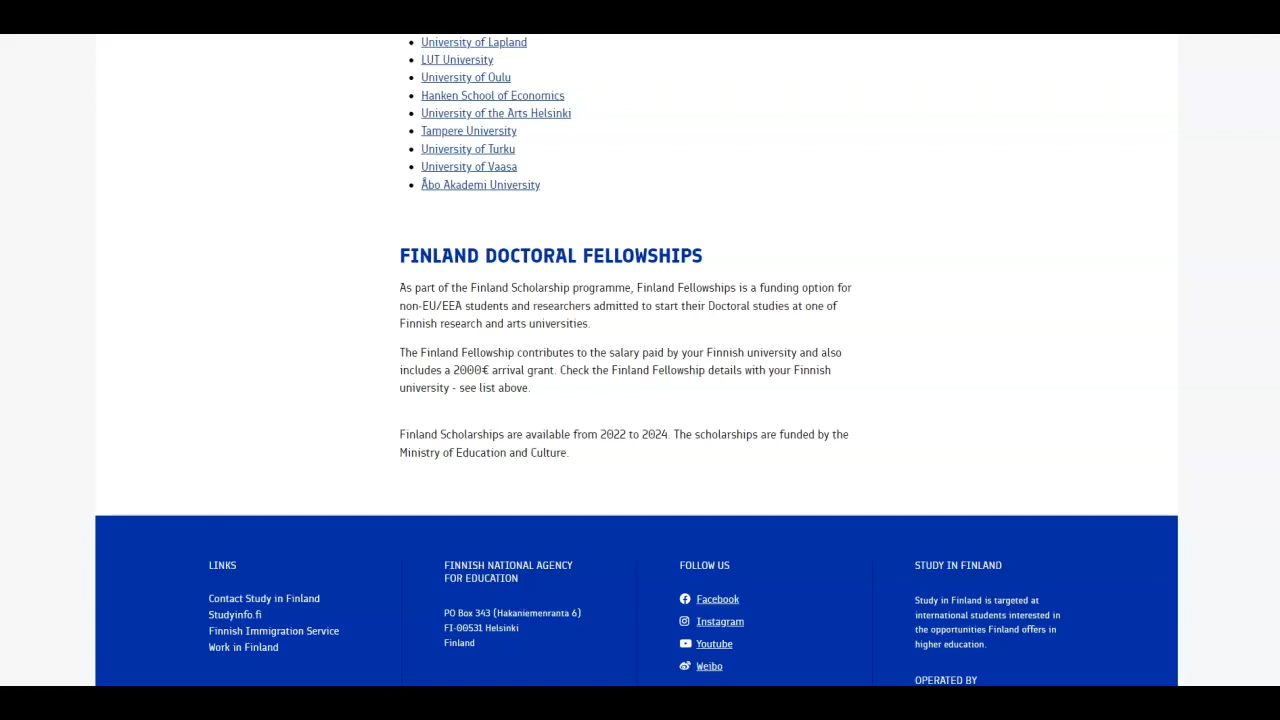 University of Lapland
LUT University
University of Oulu
Hanken School of Economics
University of the Arts Helsinki
Tampere University
University of Turku
University of Vaasa
Åbo Akademi University
FINLAND DOCTORAL FELLOWSHIPS
As part of the Finland Scholarship programme, Finland Fellowships is a funding option for
non-EU/EEA students and researchers admitted to start their Doctoral studies at one of
Finnish research and arts universities.
The Finland Fellowship contributes to the salary paid by your Finnish university and also
includes a 2000€ arrival grant. Check the Finland Fellowship details with your Finnish
university - see list above.
Finland Scholarships are available from 2022 to 2024. The scholarships are funded by the
Ministry of Education and Culture.
LINKS
Contact Study in Finland
Studyinfo.fi
Finnish Immigration Service
Work in Finland
FINNISH NATIONAL AGENCY
FOR EDUCATION
PO Box 343 (Hakaniemenranta 6)
FI-00531 Helsinki
Finland
FOLLOW US
Facebook
Instagram
Youtube
Weibo
STUDY IN FINLAND
Study in Finland is targeted at
international students interested in
the opportunities Finland offers in
higher education.
OPERATED BY